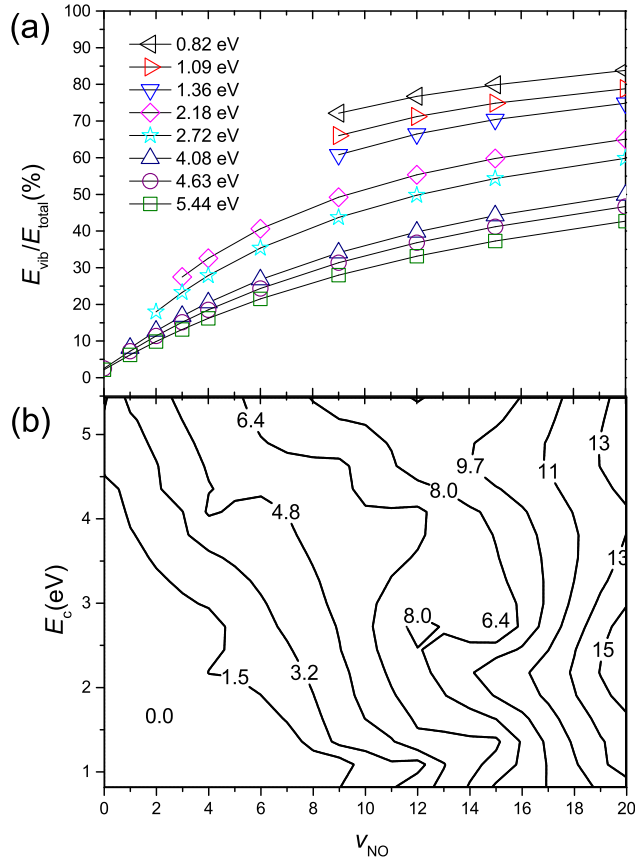 (a)
100
90
80
70
60
50
40
30
20
10
0
E_vib/E_total(%)
0.82 eV
1.09 eV
1.36 eV
2.18 eV
2.72 eV
4.08 eV
4.63 eV
5.44 eV
(b)
5
4
3
2
1
E_c(eV)
6.4
13
9.7
11
8.0
4.8
13
8.0
6.4
15
1.5
3.2
0.0
0 2 4 6 8 10 12 14 16 18 20
v_NO